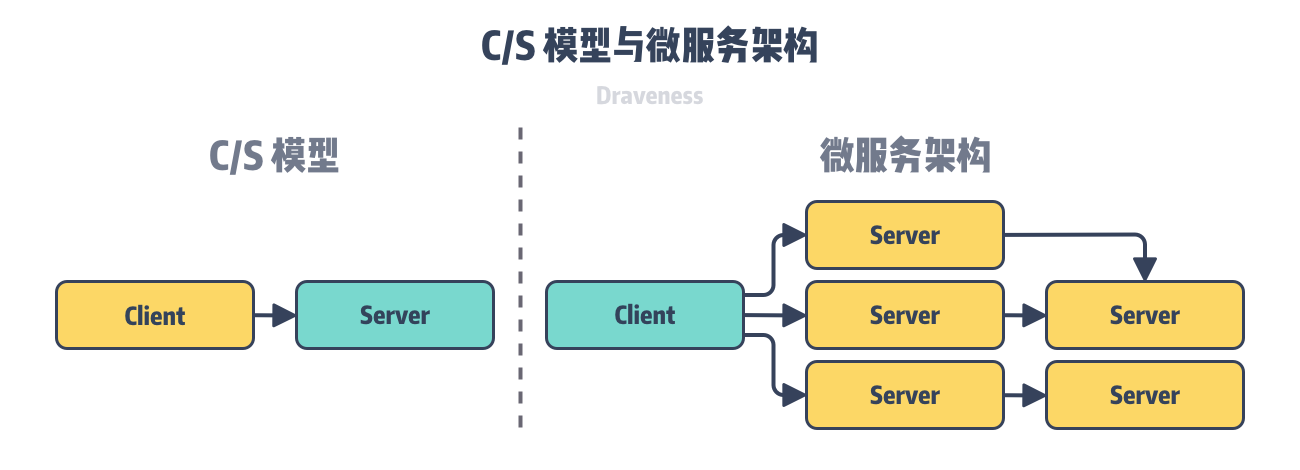 C/S 模型与微服务架构
Draveness
C/S 模型
Client
Server
微服务架构
Client
Server
Server
Server
Server
Server